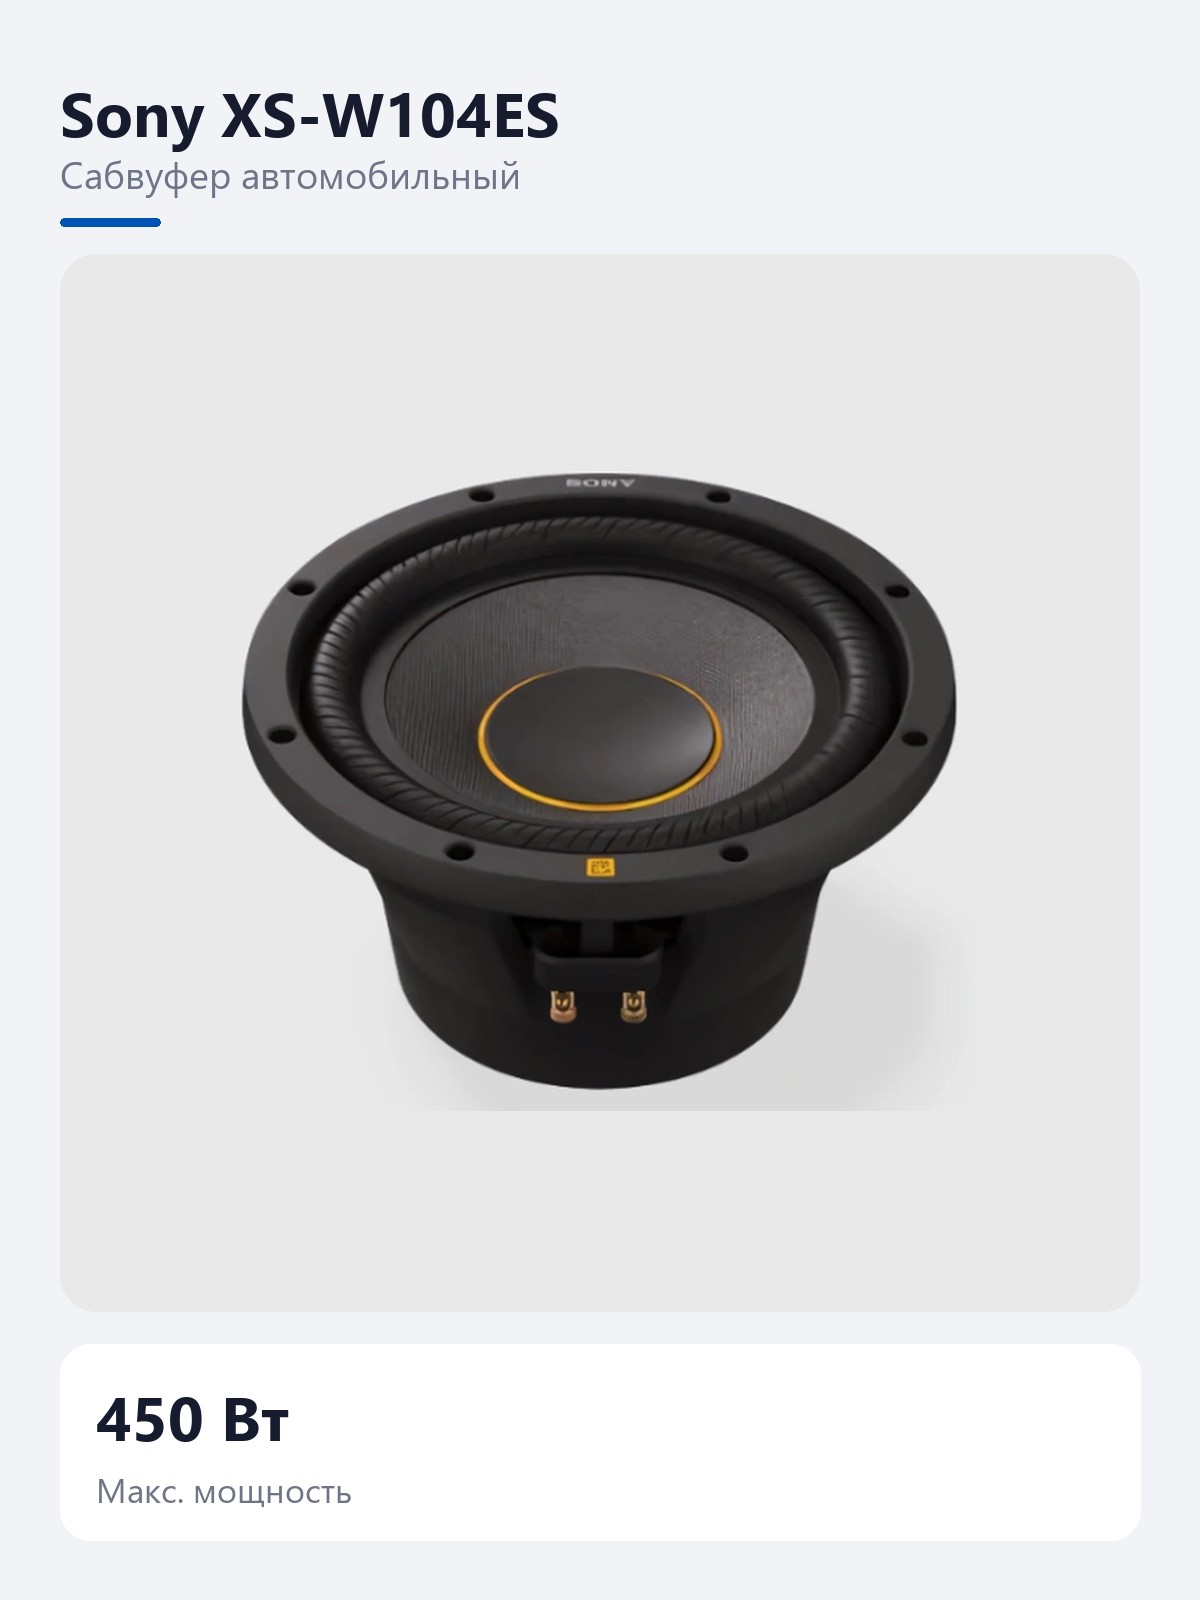 Sony XS-W104ES
Сабвуфер автомобильный
SONY
450 Вт
Макс. мощность